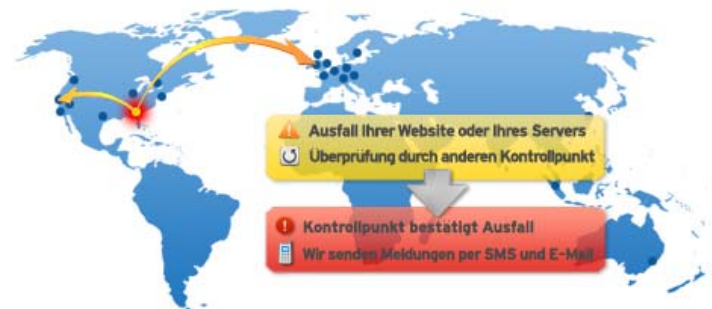 Ausfall Ihrer Website oder Ihres Servers
Überprüfung durch anderen Kontrollpunkt
Kontrollpunkt bestätigt Ausfall
Wir senden Meldungen per SMS und E-Mail